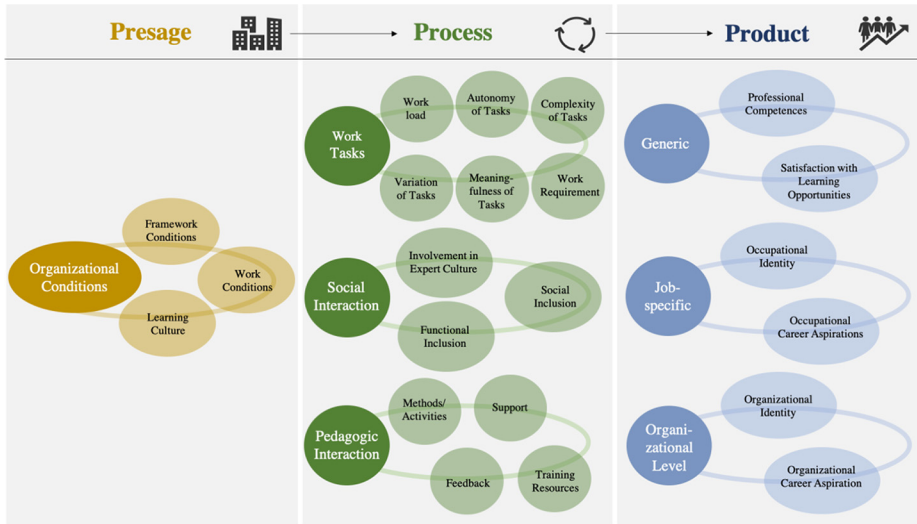 Presage
Process
Product
Organizational
Conditions
Framework
Conditions
Work
Conditions
Learning
Culture
Work
Tasks
Work
load
Autonomy
of Tasks
Complexity
of Tasks
Variation
of Tasks
Meaning-
fulness of
Tasks
Work
Requirement
Social
Interaction
Involvement in
Expert Culture
Social
Inclusion
Functional
Inclusion
Pedagogic
Interaction
Methods/
Activities
Support
Feedback
Training
Resources
Generic
Professional
Competences
Satisfaction with
Learning
Opportunities
Job-
specific
Occupational
Identity
Occupational
Career Aspirations
Organi-
zational
Level
Organizational
Identity
Organizational
Career Aspiration